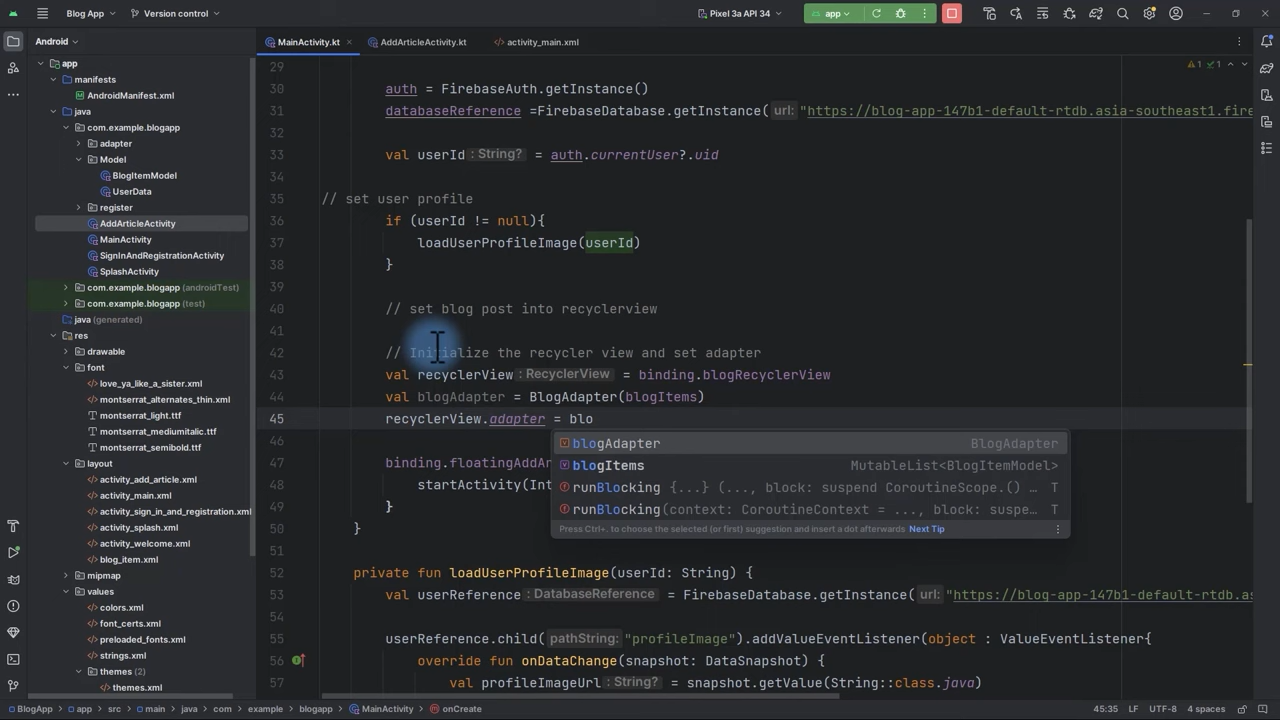 Blog App
Version control
Pixel 3a API 34
app
Android
MainActivity.kt
AddArticleActivity.kt
activity_main.xml
app
manifests
AndroidManifest.xml
java
com.example.blogapp
adapter
Model
BlogItemModel
UserData
register
AddArticleActivity
MainActivity
SignInAndRegistrationActivity
SplashActivity
com.example.blogapp (androidTest)
com.example.blogapp (test)
java (generated)
res
drawable
font
love_ya_like_a_sister.xml
montserrat_alternates_thin.xml
montserrat_light.ttf
montserrat_mediumitalic.ttf
montserrat_semibold.ttf
layout
activity_add_article.xml
activity_main.xml
activity_sign_in_and_registration.xml
activity_splash.xml
activity_welcome.xml
blog_item.xml
mipmap
values
colors.xml
font_certs.xml
preloaded_fonts.xml
strings.xml
themes (2)
themes.xml
1 1
29
30 auth = FirebaseAuth.getInstance()
31 databaseReference =FirebaseDatabase.getInstance( url: "https://blog-app-147b1-default-rtdb.asia-southeast1.fire
32
33 val userId : String? = auth.currentUser?.uid
34
35 // set user profile
36 if (userId != null){
37 loadUserProfileImage(userId)
38 }
39
40 // set blog post into recyclerview
41
42 // Initialize the recycler view and set adapter
43 val recyclerView : RecyclerView = binding.blogRecyclerView
44 val blogAdapter = BlogAdapter(blogItems)
45 recyclerView.adapter = blo
46
47 binding.floatingAddAr
48 startActivity(Int
49 }
50 }
51
52 private fun loadUserProfileImage(userId: String) {
53 val userReference : DatabaseReference = FirebaseDatabase.getInstance( url: "https://blog-app-147b1-default-rtdb.as
55 userReference.child( pathString: "profileImage").addValueEventListener(object : ValueEventListener{
56 override fun onDataChange(snapshot: DataSnapshot) {
57 val profileImageUrl : String? = snapshot.getValue(String::class.java)
blogAdapter BlogAdapter
blogItems MutableList<BlogItemModel>
runBlocking {...} (..., block: suspend CoroutineScope.() … T
runBlocking(context: CoroutineContext = ..., block: suspe… T
Press Ctrl+. to choose the selected (or first) suggestion and insert a dot afterwards Next Tip
BlogApp > app > src > main > java > com > example > blogapp > MainActivity > onCreate
45:35 LF UTF-8 4 spaces